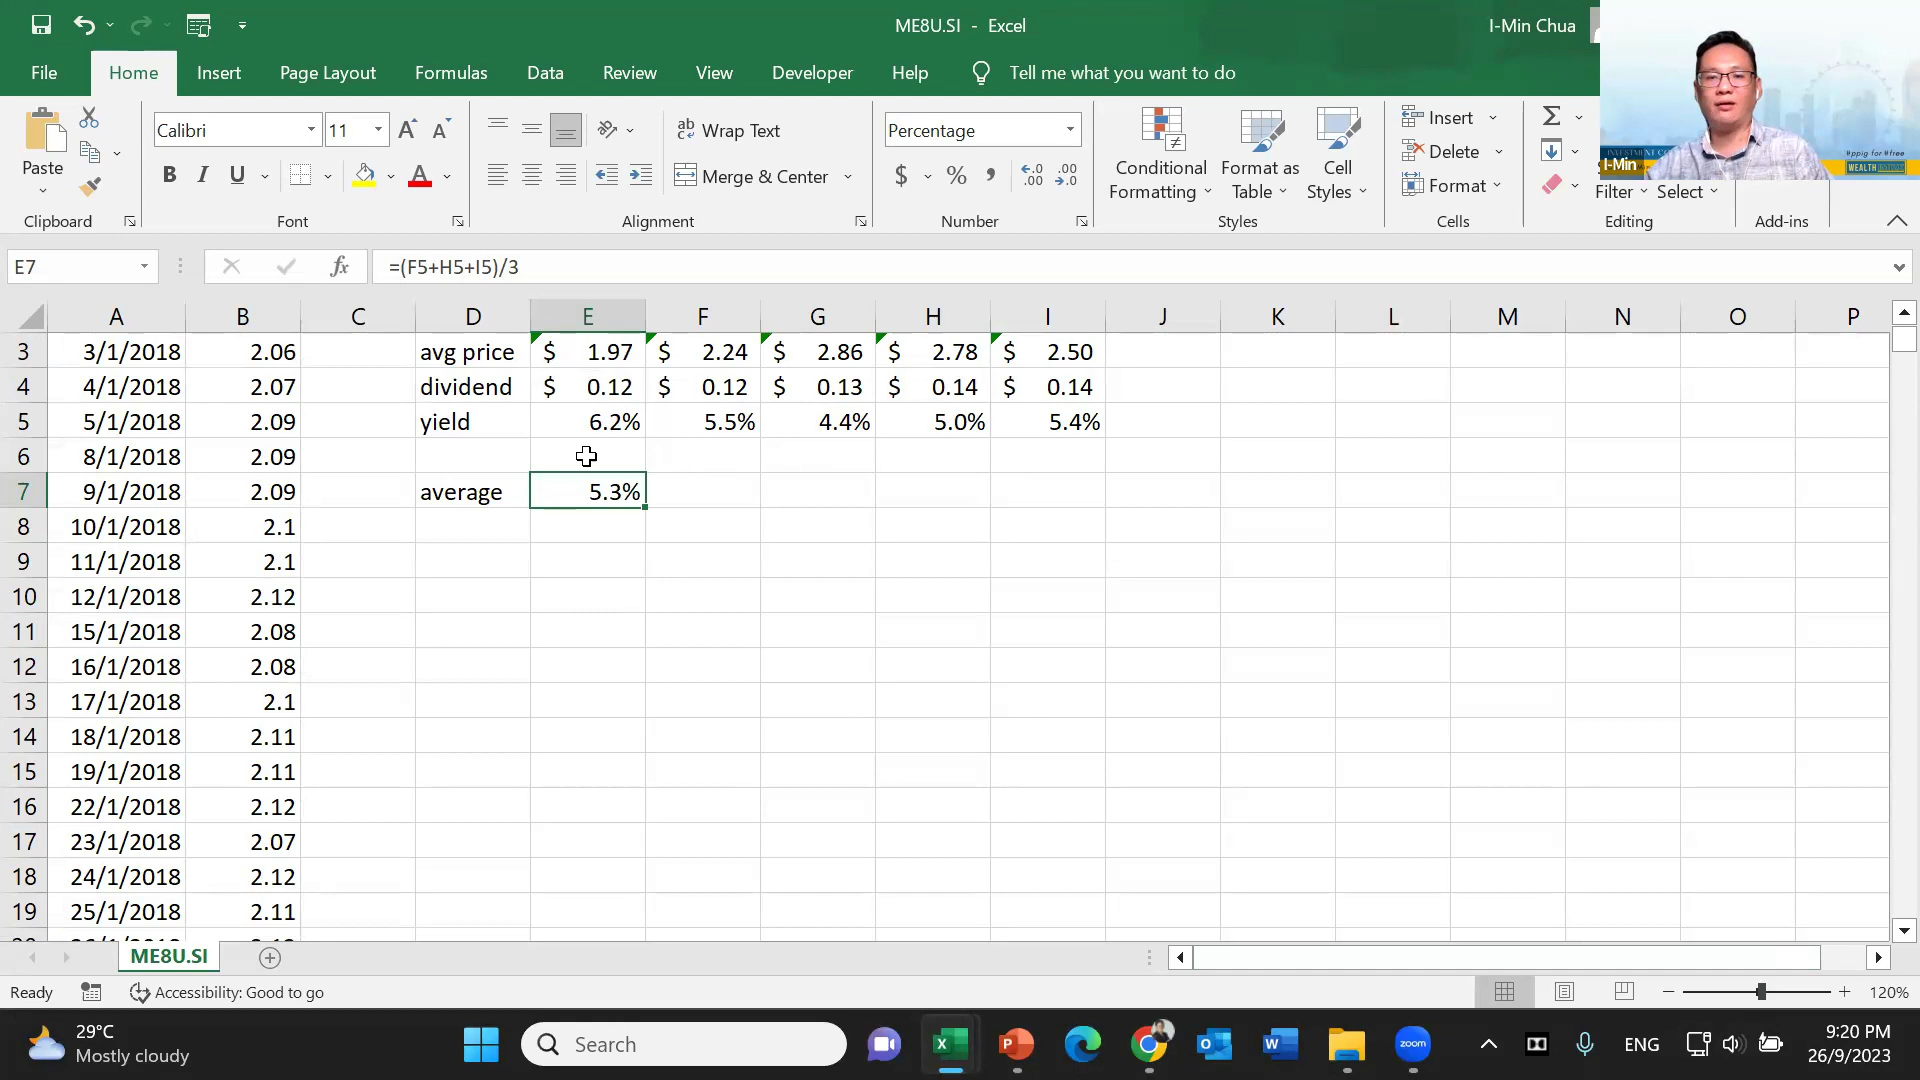 ME8U.SI - Excel
I-Min Chua
File Home Insert Page Layout Formulas Data Review View Developer Help Tell me what you want to do
Paste
Clipboard
Calibri 11
B I U
Font
Wrap Text
Merge & Center
Alignment
Percentage
$ % ,
Number
Conditional Formatting
Format as Table
Cell Styles
Styles
Insert
Delete
Format
Cells
Filter Select
Editing
Add-ins
I-Min
#ppig for #free
WEALTH
E7 fx =(F5+H5+I5)/3
A B C D E F G H I J K L M N O P
3 3/1/2018 2.06 avg price $ 1.97 $ 2.24 $ 2.86 $ 2.78 $ 2.50
4 4/1/2018 2.07 dividend $ 0.12 $ 0.12 $ 0.13 $ 0.14 $ 0.14
5 5/1/2018 2.09 yield 6.2% 5.5% 4.4% 5.0% 5.4%
6 8/1/2018 2.09
7 9/1/2018 2.09 average 5.3%
8 10/1/2018 2.1
9 11/1/2018 2.1
10 12/1/2018 2.12
11 15/1/2018 2.08
12 16/1/2018 2.08
13 17/1/2018 2.1
14 18/1/2018 2.11
15 19/1/2018 2.11
16 22/1/2018 2.12
17 23/1/2018 2.07
18 24/1/2018 2.12
19 25/1/2018 2.11
ME8U.SI
Ready Accessibility: Good to go 120%
29°C
Mostly cloudy
Search
zoom
ENG
9:20 PM
26/9/2023